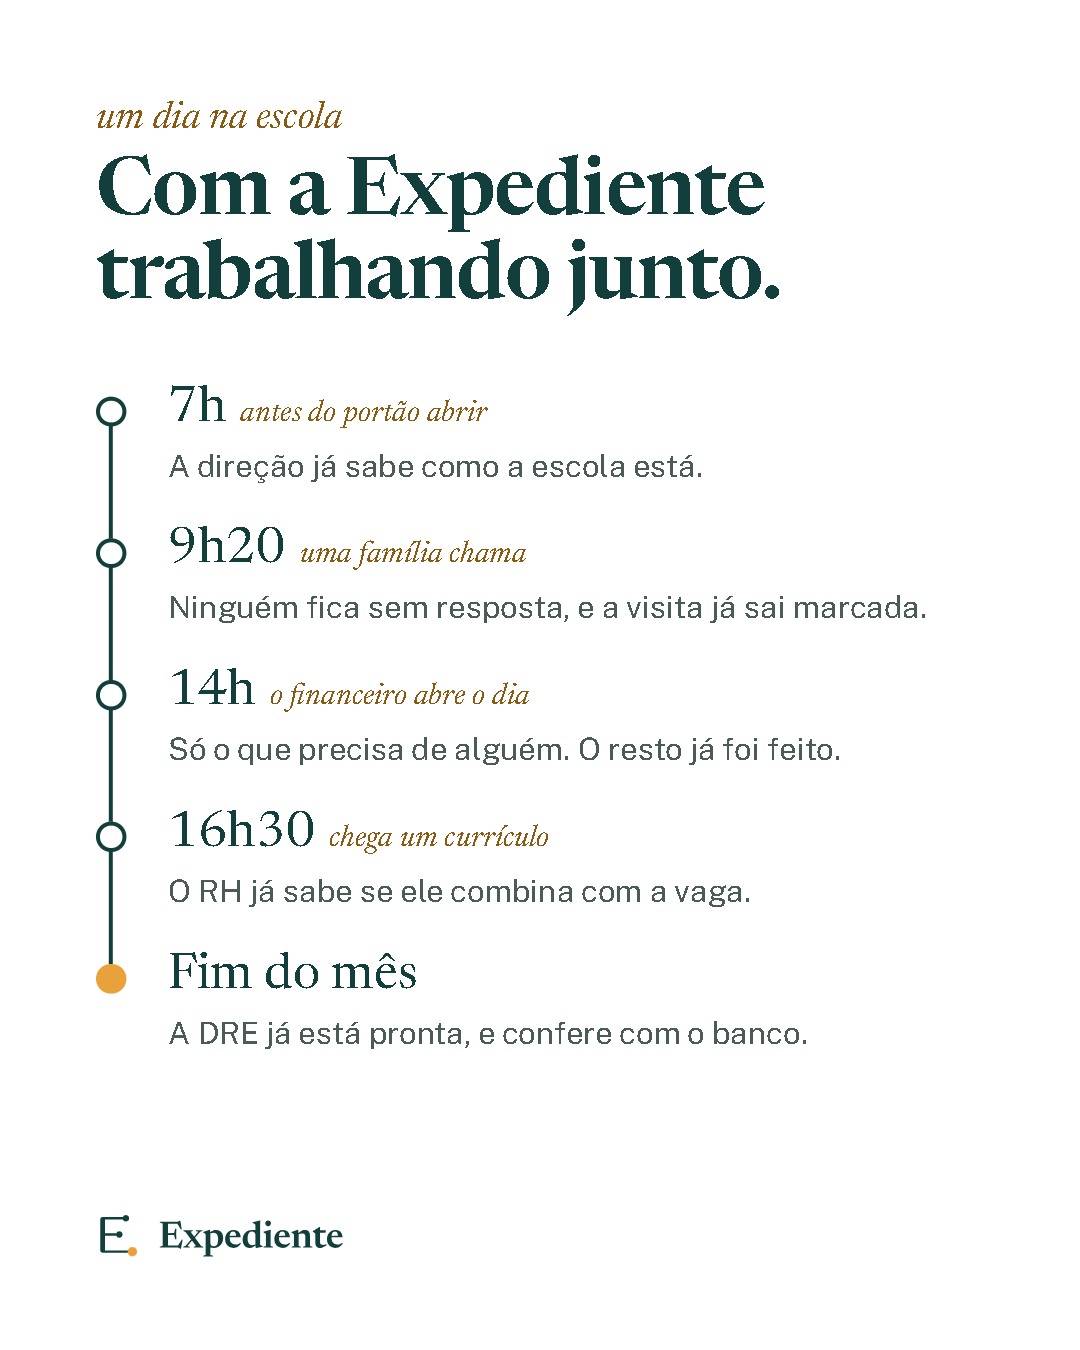 um dia na escola
Com a Expediente
trabalhando junto.
7h antes do portão abrir
A direção já sabe como a escola está.
9h20 uma família chama
Ninguém fica sem resposta, e a visita já sai marcada.
14h o financeiro abre o dia
Só o que precisa de alguém. O resto já foi feito.
16h30 chega um currículo
O RH já sabe se ele combina com a vaga.
Fim do mês
A DRE já está pronta, e confere com o banco.
E. Expediente